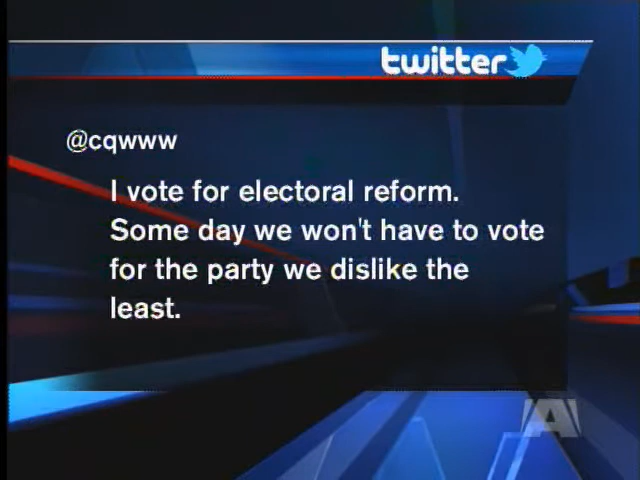 twitter
@cqwww
I vote for electoral reform.
Some day we won't have to vote
for the party we dislike the
least.
A